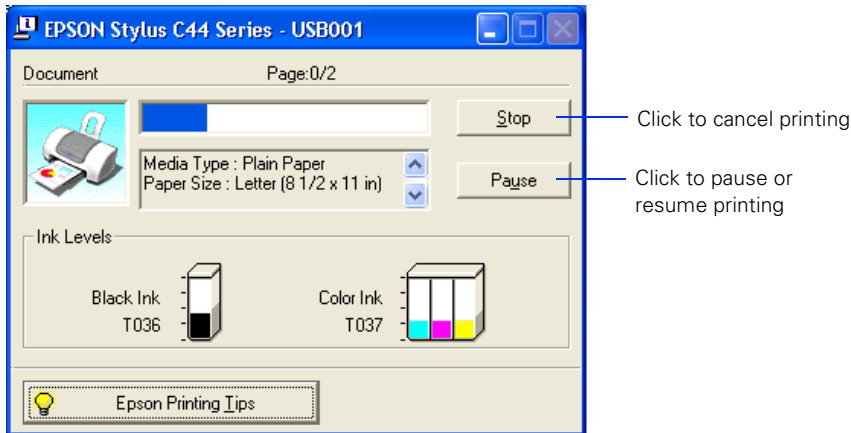 EPSON Stylus C44 Series - USB001
Document Page:0/2
Stop
Click to cancel printing
Media Type : Plain Paper
Paper Size : Letter (8 1/2 x 11 in)
Pause
Click to pause or
resume printing
Ink Levels
Black Ink
T036
Color Ink
T037
Epson Printing Tips